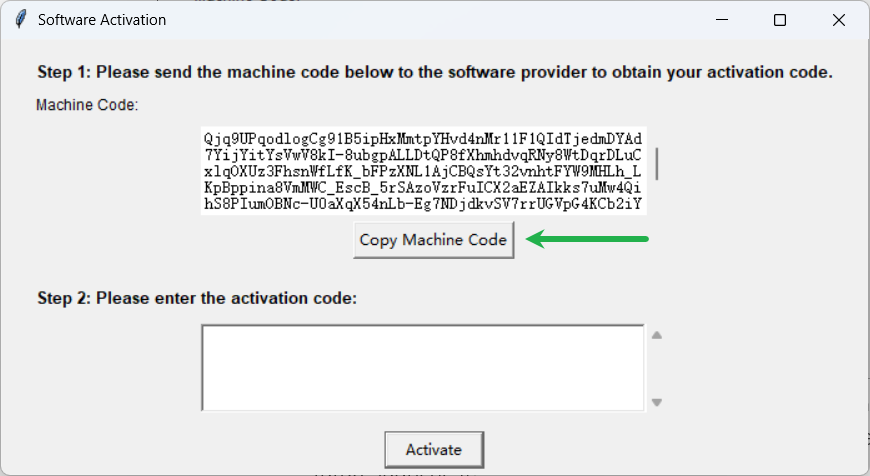 Software Activation
Step 1: Please send the machine code below to the software provider to obtain your activation code.
Machine Code:
Qjq9UPqodlogCg91B5ipHxMmtpYHvd4nMr11F1QIdTjedmDYAd
7YijYitYsVwV8kI-8ubgpALLDtQP8fXhmhdvqRNy8WtDqrDLuC
xlqOXUz3FhsnWfLfK_bFPzXNL1AjCBQsYt32vnhtFYW9MHLh_L
KpBppina8VmMWC_EscB_5rSAzoVzrFuICX2aEZAIkks7uMw4Qi
hS8PIumOBNc-U0aXqX54nLb-Eg7NDjdkvSV7rrUGVpG4KCb2iY
Copy Machine Code
Step 2: Please enter the activation code:
Activate